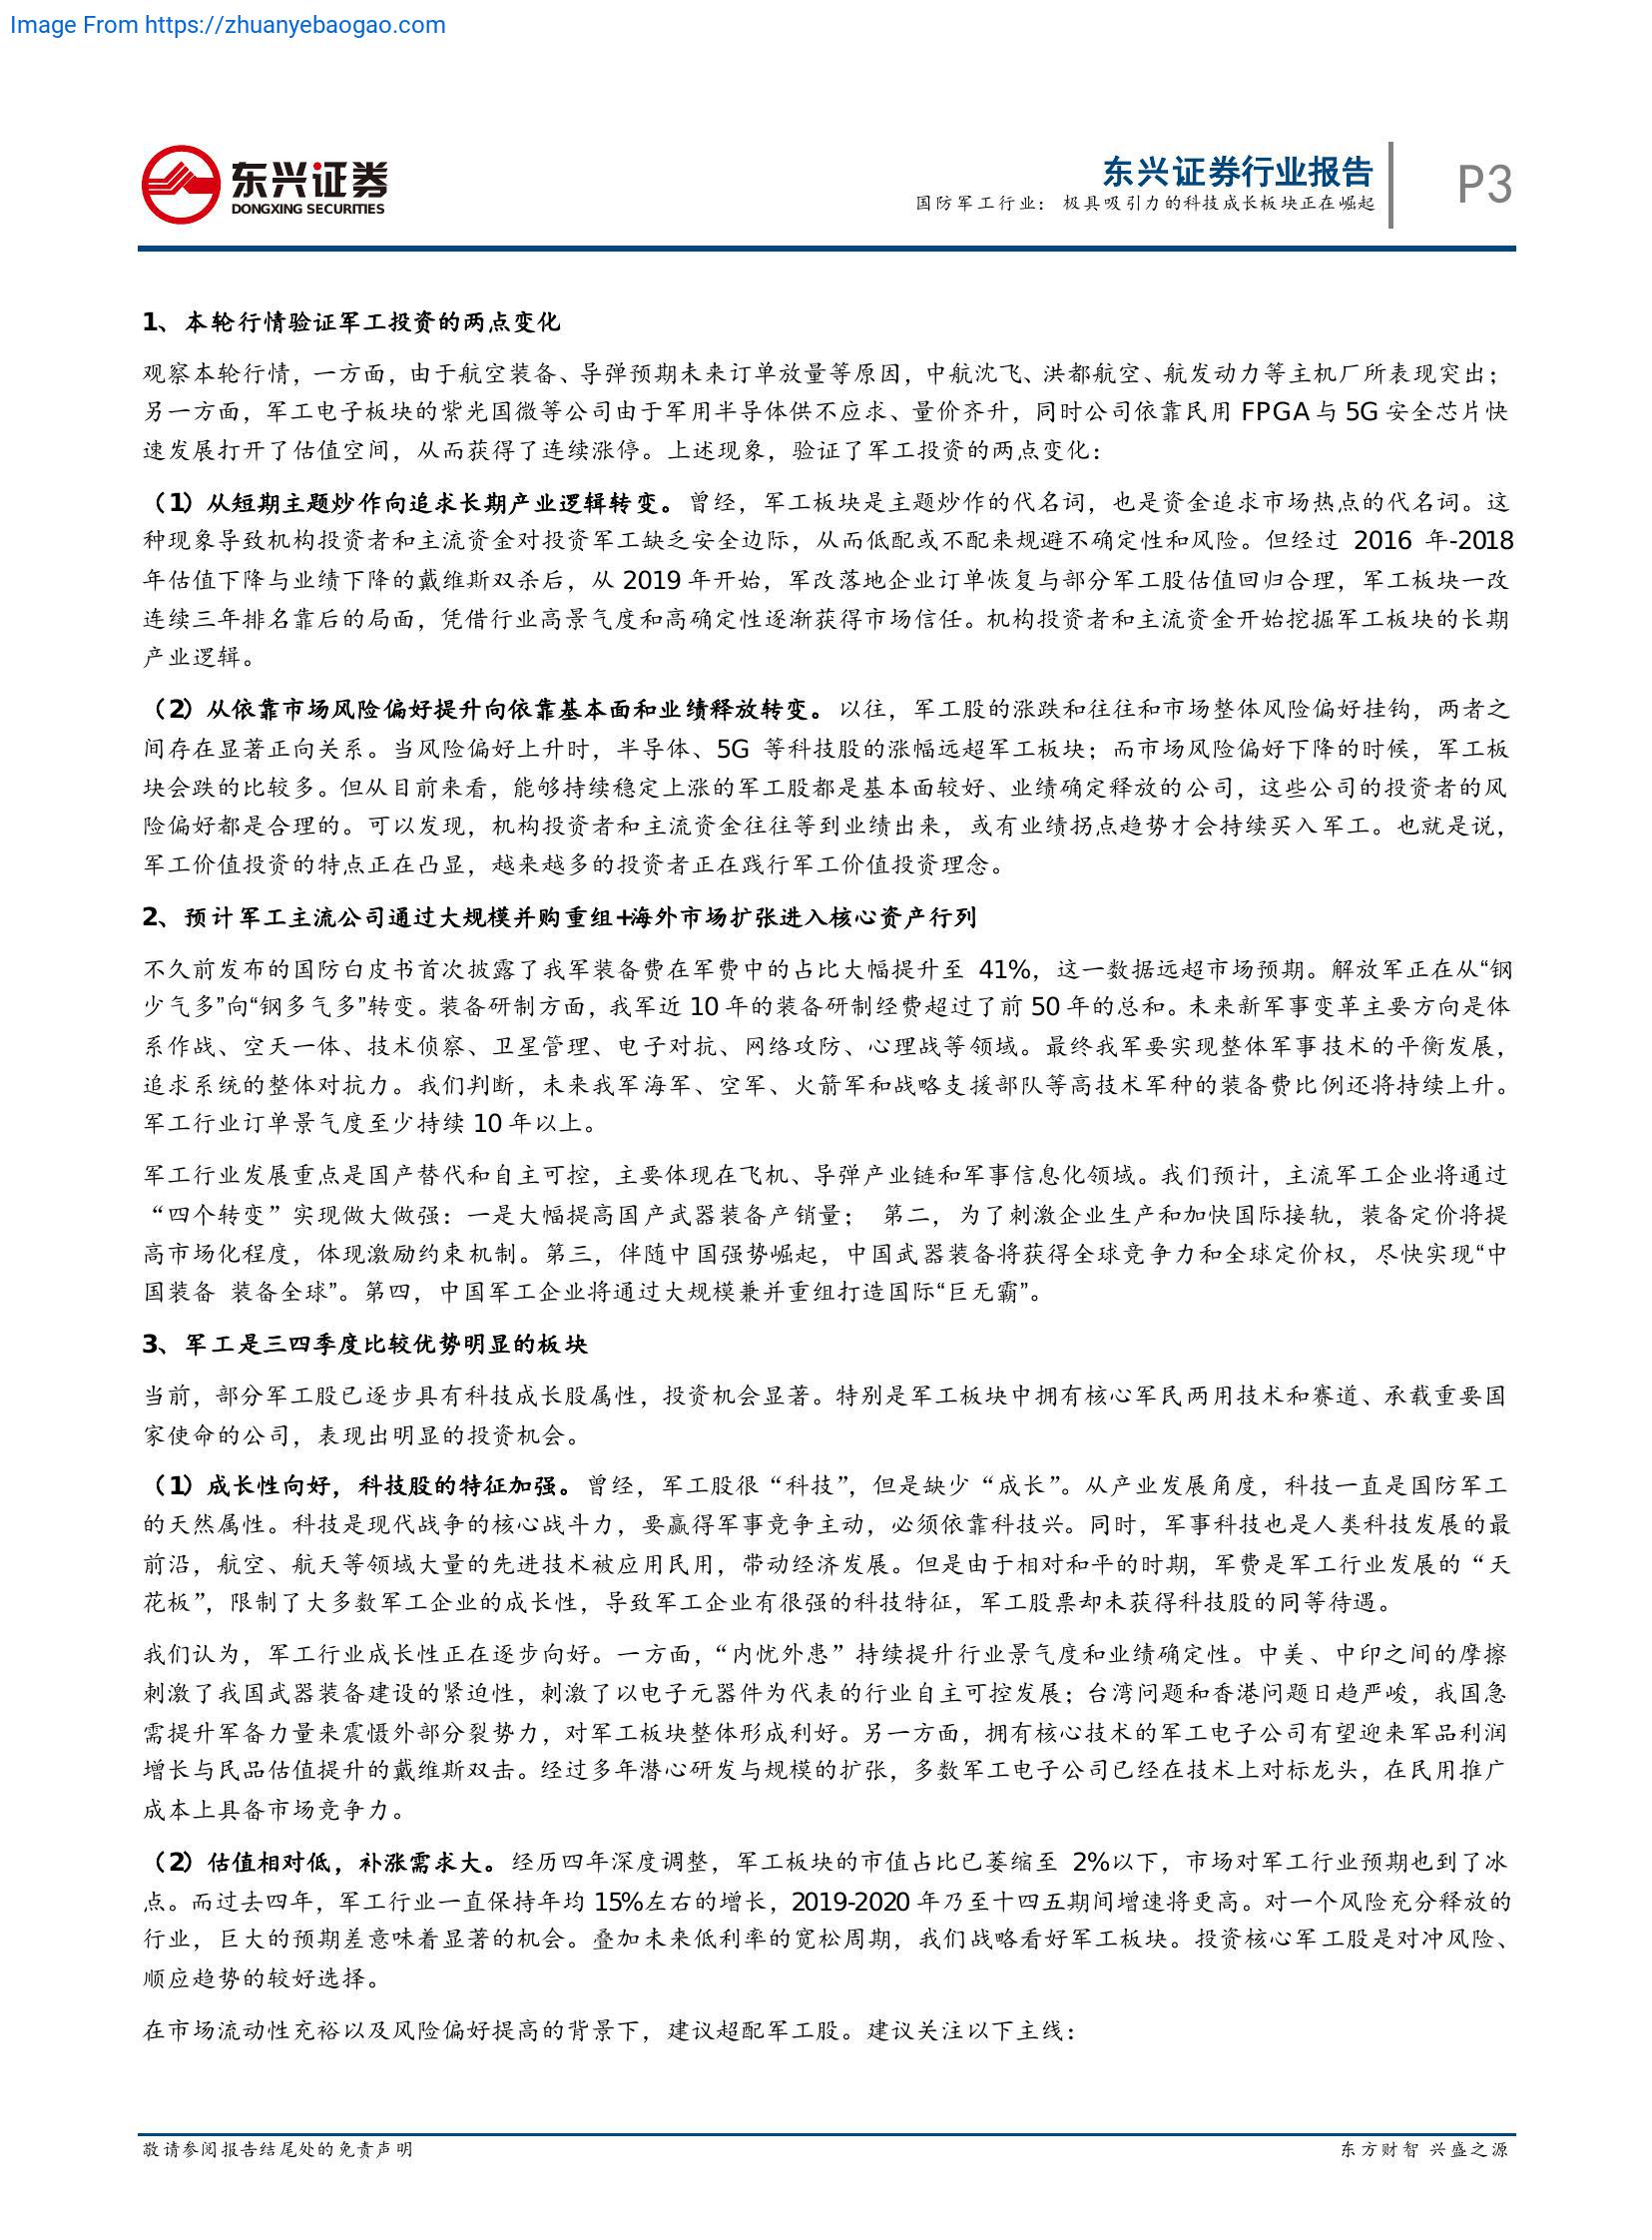 Image From https://zhuanyebaogao.com
东兴证券
DONGXING SECURITIES
东兴证券行业报告
国防军工行业： 极具吸引力的科技成长板块正在崛起
P3
1、本轮行情验证军工投资的两点变化
观察本轮行情，一方面，由于航空装备、导弹预期未来订单放量等原因，中航沈飞、洪都航空、航发动力等主机厂所表现突出；
另一方面，军工电子板块的紫光国微等公司由于军用半导体供不应求、量价齐升，同时公司依靠民用 FPGA 与 5G 安全芯片快
速发展打开了估值空间，从而获得了连续涨停。上述现象，验证了军工投资的两点变化：
（1）从短期主题炒作向追求长期产业逻辑转变。曾经，军工板块是主题炒作的代名词，也是资金追求市场热点的代名词。这
种现象导致机构投资者和主流资金对投资军工缺乏安全边际，从而低配或不配来规避不确定性和风险。但经过 2016 年-2018
年估值下降与业绩下降的戴维斯双杀后，从 2019 年开始，军改落地企业订单恢复与部分军工股估值回归合理，军工板块一改
连续三年排名靠后的局面，凭借行业高景气度和高确定性逐渐获得市场信任。机构投资者和主流资金开始挖掘军工板块的长期
产业逻辑。
（2）从依靠市场风险偏好提升向依靠基本面和业绩释放转变。以往，军工股的涨跌和往往和市场整体风险偏好挂钩，两者之
间存在显著正向关系。当风险偏好上升时，半导体、5G 等科技股的涨幅远超军工板块；而市场风险偏好下降的时候，军工板
块会跌的比较多。但从目前来看，能够持续稳定上涨的军工股都是基本面较好、业绩确定释放的公司，这些公司的投资者的风
险偏好都是合理的。可以发现，机构投资者和主流资金往往等到业绩出来，或有业绩拐点趋势才会持续买入军工。也就是说，
军工价值投资的特点正在凸显，越来越多的投资者正在践行军工价值投资理念。
2、预计军工主流公司通过大规模并购重组+海外市场扩张进入核心资产行列
不久前发布的国防白皮书首次披露了我军装备费在军费中的占比大幅提升至 41%，这一数据远超市场预期。解放军正在从“钢
少气多”向“钢多气多”转变。装备研制方面，我军近 10 年的装备研制经费超过了前 50 年的总和。未来新军事变革主要方向是体
系作战、空天一体、技术侦察、卫星管理、电子对抗、网络攻防、心理战等领域。最终我军要实现整体军事技术的平衡发展，
追求系统的整体对抗力。我们判断，未来我军海军、空军、火箭军和战略支援部队等高技术军种的装备费比例还将持续上升。
军工行业订单景气度至少持续 10 年以上。
军工行业发展重点是国产替代和自主可控，主要体现在飞机、导弹产业链和军事信息化领域。我们预计，主流军工企业将通过
“四个转变”实现做大做强：一是大幅提高国产武器装备产销量； 第二，为了刺激企业生产和加快国际接轨，装备定价将提
高市场化程度，体现激励约束机制。第三，伴随中国强势崛起，中国武器装备将获得全球竞争力和全球定价权，尽快实现“中
国装备 装备全球”。第四，中国军工企业将通过大规模兼并重组打造国际“巨无霸”。
3、军工是三四季度比较优势明显的板块
当前，部分军工股已逐步具有科技成长股属性，投资机会显著。特别是军工板块中拥有核心军民两用技术和赛道、承载重要国
家使命的公司，表现出明显的投资机会。
（1）成长性向好，科技股的特征加强。曾经，军工股很“科技”，但是缺少“成长”。从产业发展角度，科技一直是国防军工
的天然属性。科技是现代战争的核心战斗力，要赢得军事竞争主动，必须依靠科技兴。同时，军事科技也是人类科技发展的最
前沿，航空、航天等领域大量的先进技术被应用民用，带动经济发展。但是由于相对和平的时期，军费是军工行业发展的“天
花板”，限制了大多数军工企业的成长性，导致军工企业有很强的科技特征，军工股票却未获得科技股的同等待遇。
我们认为，军工行业成长性正在逐步向好。一方面，“内忧外患”持续提升行业景气度和业绩确定性。中美、中印之间的摩擦
刺激了我国武器装备建设的紧迫性，刺激了以电子元器件为代表的行业自主可控发展；台湾问题和香港问题日趋严峻，我国急
需提升军备力量来震慑外部分裂势力，对军工板块整体形成利好。另一方面，拥有核心技术的军工电子公司有望迎来军品利润
增长与民品估值提升的戴维斯双击。经过多年潜心研发与规模的扩张，多数军工电子公司已经在技术上对标龙头，在民用推广
成本上具备市场竞争力。
（2）估值相对低，补涨需求大。经历四年深度调整，军工板块的市值占比已萎缩至 2%以下，市场对军工行业预期也到了冰
点。而过去四年，军工行业一直保持年均 15%左右的增长，2019-2020 年乃至十四五期间增速将更高。对一个风险充分释放的
行业，巨大的预期差意味着显著的机会。叠加未来低利率的宽松周期，我们战略看好军工板块。投资核心军工股是对冲风险、
顺应趋势的较好选择。
在市场流动性充裕以及风险偏好提高的背景下，建议超配军工股。建议关注以下主线：
敬请参阅报告结尾处的免责声明
东方财智 兴盛之源